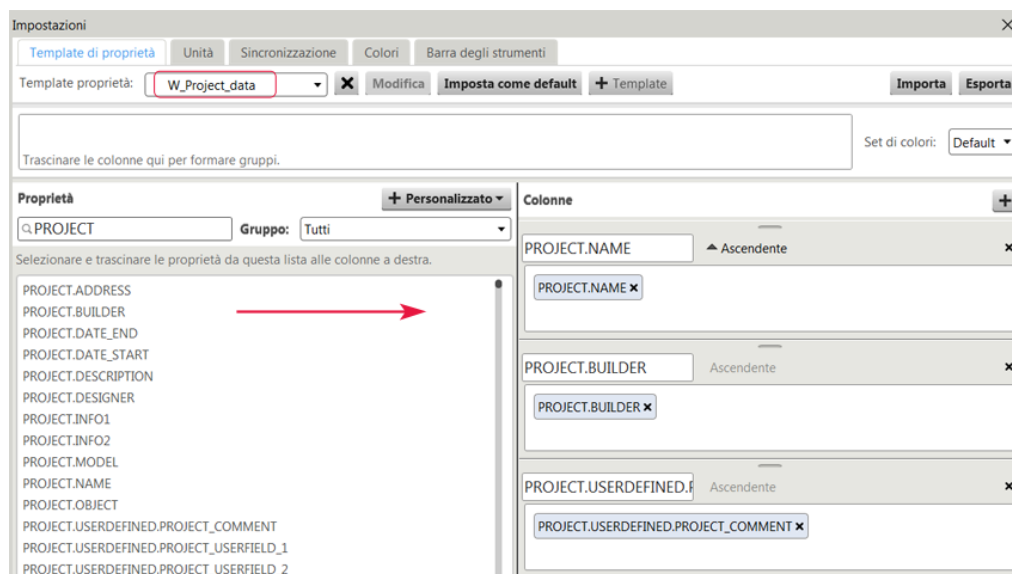 Impostazioni
Template di proprietà Unità Sincronizzazione Colori Barra degli strumenti
Template proprietà: W_Project_data Modifica Imposta come default + Template Importa Esporta
Trascinare le colonne qui per formare gruppi.
Set di colori: Default
Proprietà + Personalizzato
PROJECT Gruppo: Tutti
Selezionare e trascinare le proprietà da questa lista alle colonne a destra.
PROJECT.ADDRESS
PROJECT.BUILDER
PROJECT.DATE_END
PROJECT.DATE_START
PROJECT.DESCRIPTION
PROJECT.DESIGNER
PROJECT.INFO1
PROJECT.INFO2
PROJECT.MODEL
PROJECT.NAME
PROJECT.OBJECT
PROJECT.USERDEFINED.PROJECT_COMMENT
PROJECT.USERDEFINED.PROJECT_USERFIELD_1
PROJECT.USERDEFINED.PROJECT_USERFIELD_2
Colonne +
PROJECT.NAME Ascendente
PROJECT.NAME
PROJECT.BUILDER Ascendente
PROJECT.BUILDER
PROJECT.USERDEFINED.P Ascendente
PROJECT.USERDEFINED.PROJECT_COMMENT